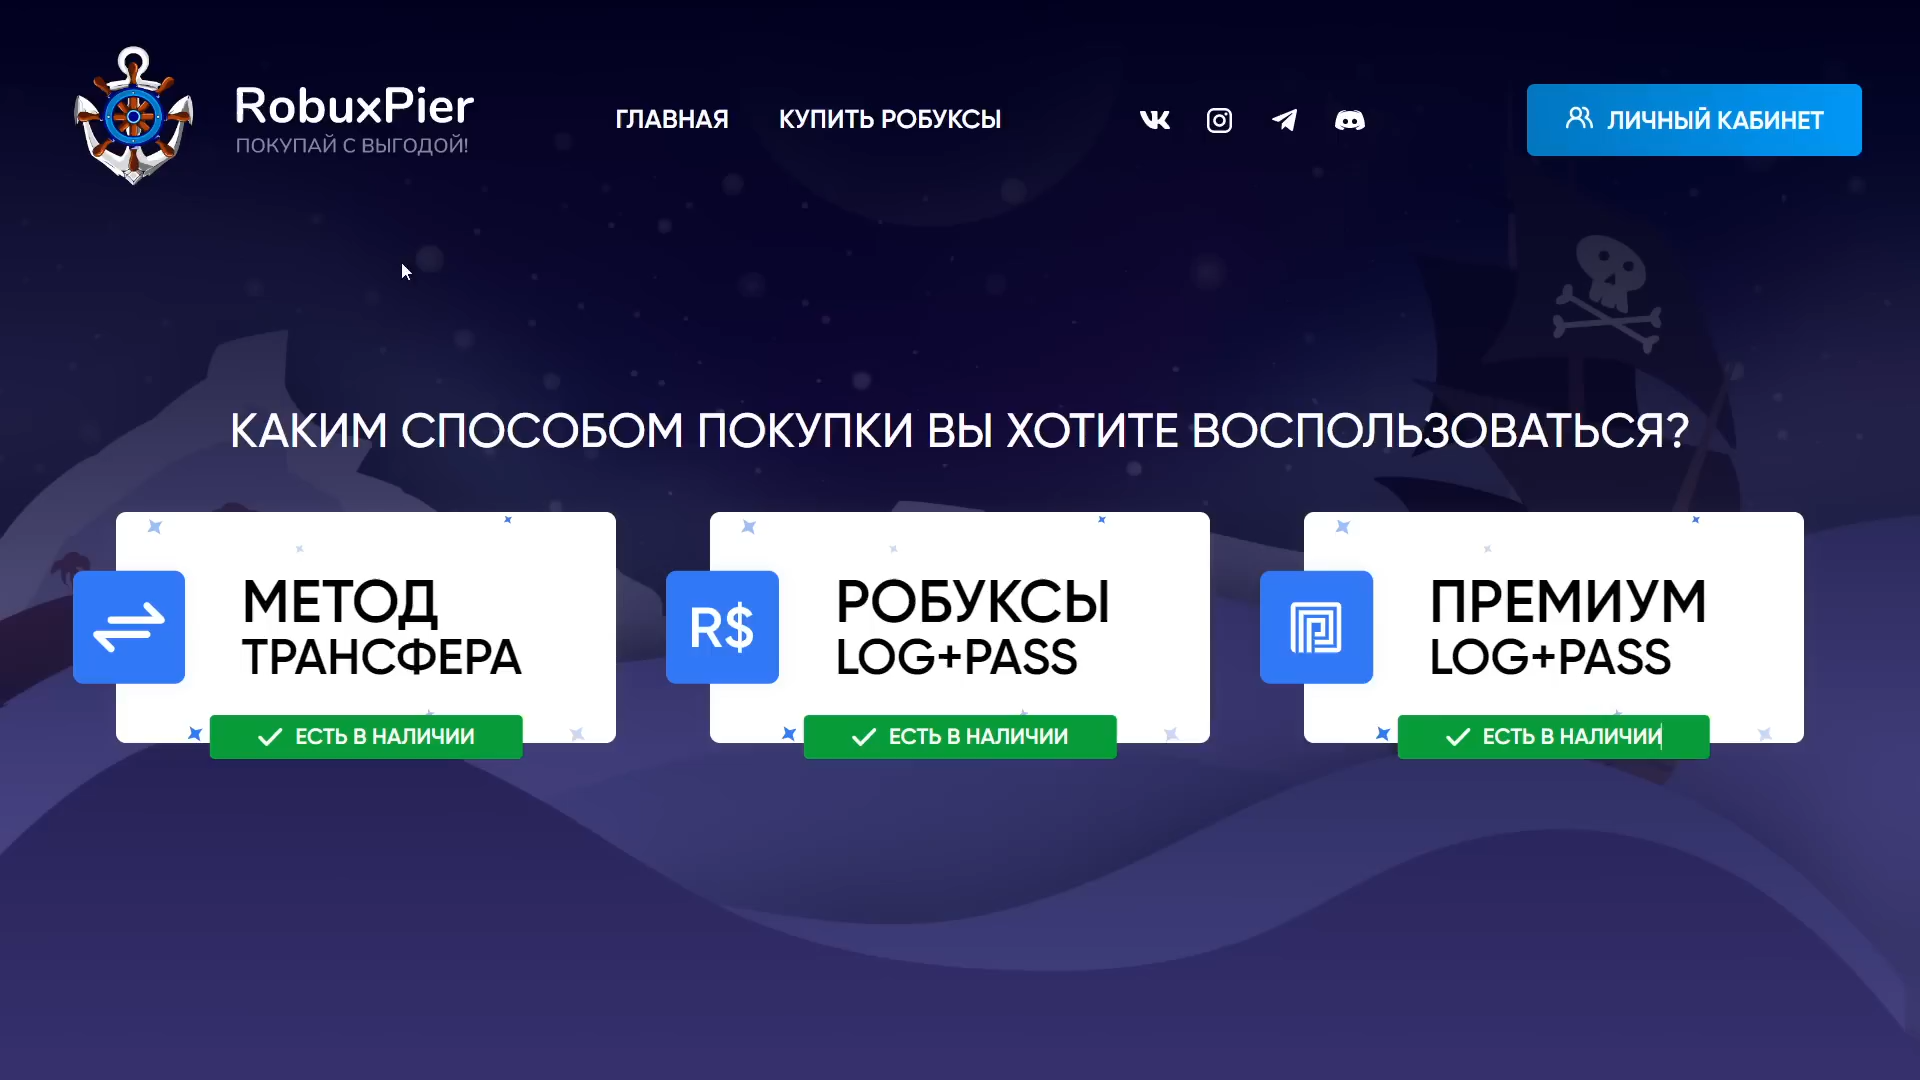 RobuxPier
ПОКУПАЙ С ВЫГОДОЙ!
ГЛАВНАЯ
КУПИТЬ РОБУКСЫ
ЛИЧНЫЙ КАБИНЕТ
КАКИМ СПОСОБОМ ПОКУПКИ ВЫ ХОТИТЕ ВОСПОЛЬЗОВАТЬСЯ?
МЕТОД
ТРАНСФЕРА
ЕСТЬ В НАЛИЧИИ
R$
РОБУКСЫ
LOG+PASS
ЕСТЬ В НАЛИЧИИ
ПРЕМИУМ
LOG+PASS
ЕСТЬ В НАЛИЧИИ